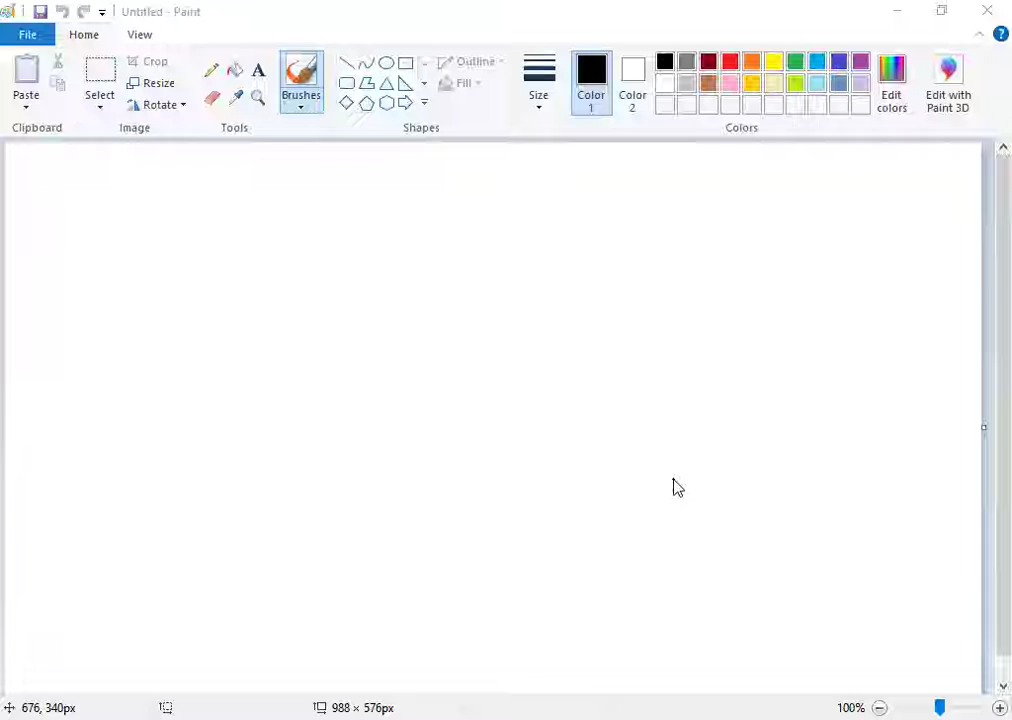 Untitled - Paint
File Home View
Paste
Clipboard
Select
Crop
Resize
Rotate
Image
A
Tools
Brushes
Outline
Fill
Shapes
Size
Color 1
Color 2
Colors
Edit colors
Edit with Paint 3D
?
676, 340px
988 × 576px
100%